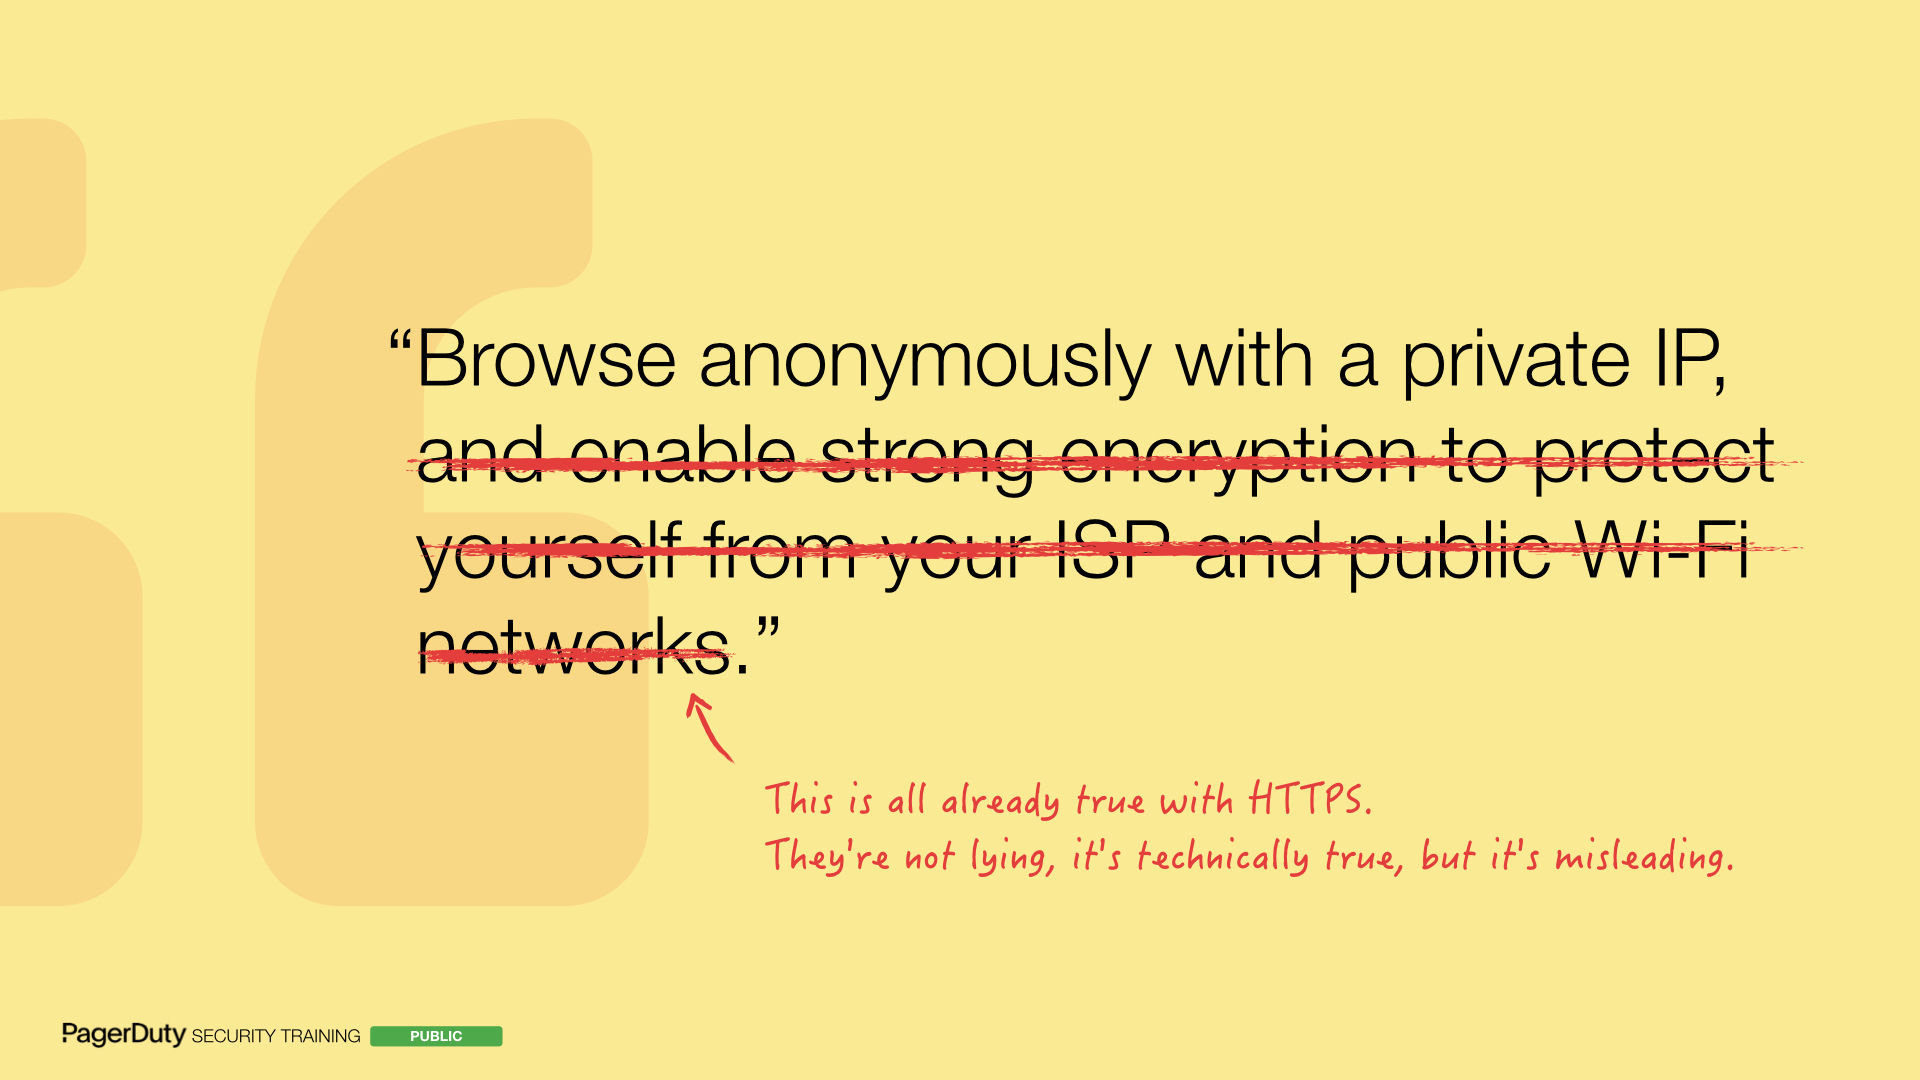 “Browse anonymously with a private IP,
and enable strong encryption to protect
yourself from your ISP and public Wi-Fi
networks.”
This is all already true with HTTPS.
They're not lying, it's technically true, but it's misleading.
PagerDuty SECURITY TRAINING PUBLIC